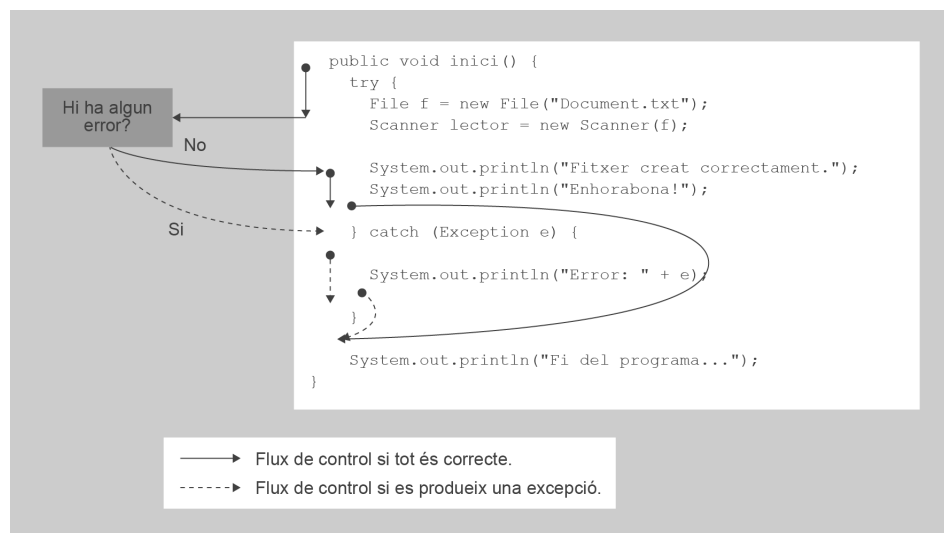 public void inici() {
try {
File f = new File("Document.txt");
Scanner lector = new Scanner(f);
Hi ha algun
error?
No
System.out.println("Fitxer creat correctament.");
System.out.println("Enhorabona!");
Si
} catch (Exception e) {
System.out.println("Error: " + e);
}
System.out.println("Fi del programa...");
}
Flux de control si tot és correcte.
Flux de control si es produeix una excepció.